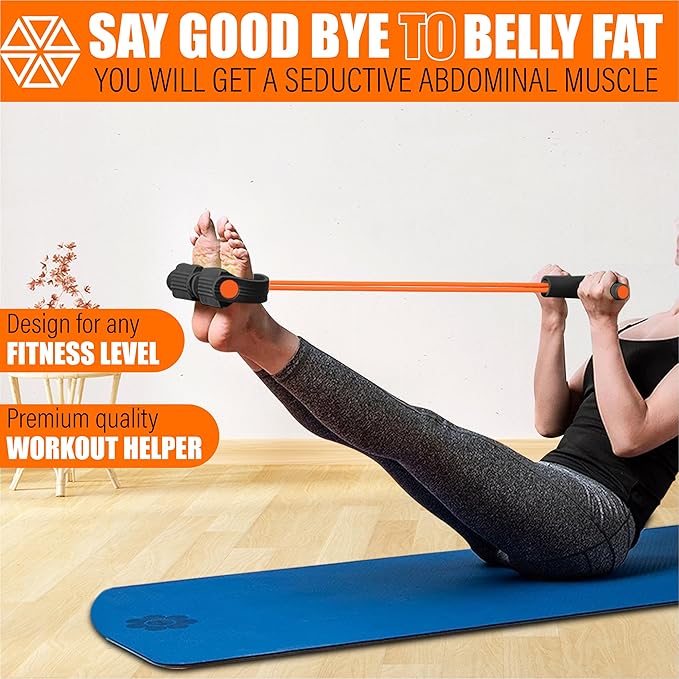 SAY GOOD BYE TO BELLY FAT
YOU WILL GET A SEDUCTIVE ABDOMINAL MUSCLE
Design for any
FITNESS LEVEL
Premium quality
WORKOUT HELPER